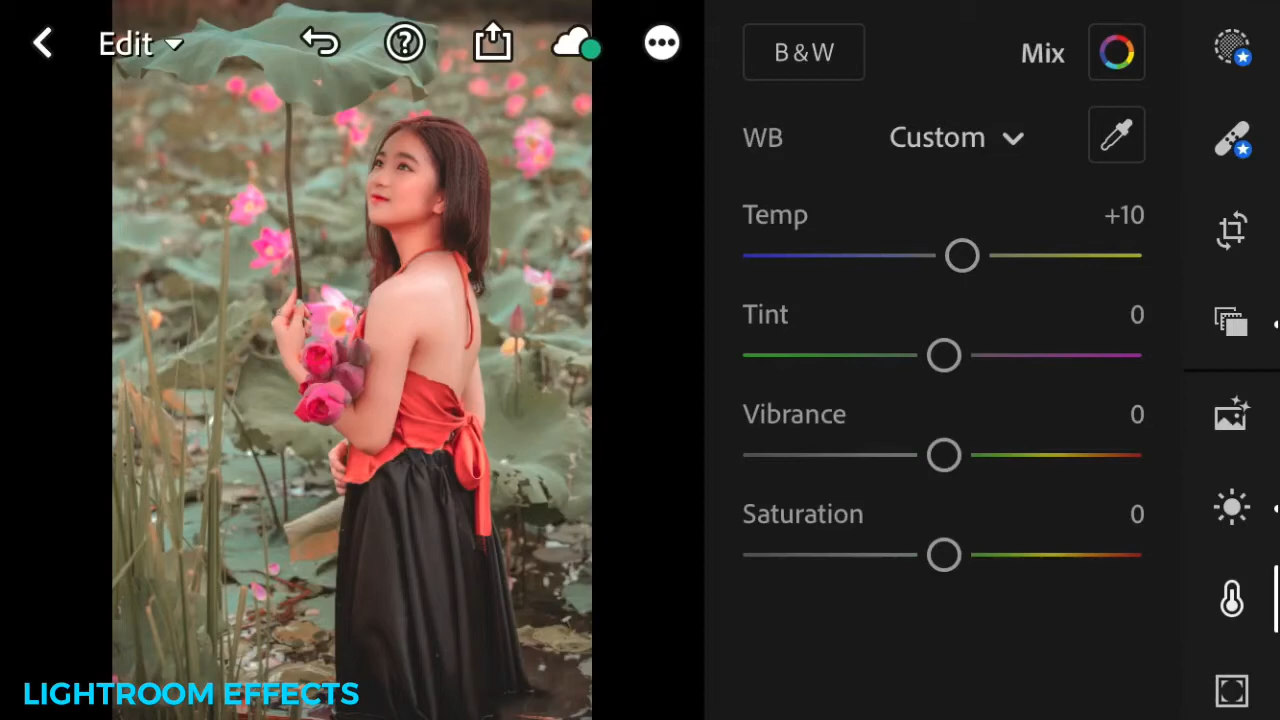 Edit
B&W
Mix
WB
Custom
Temp
+10
Tint
0
Vibrance
0
Saturation
0
LIGHTROOM EFFECTS